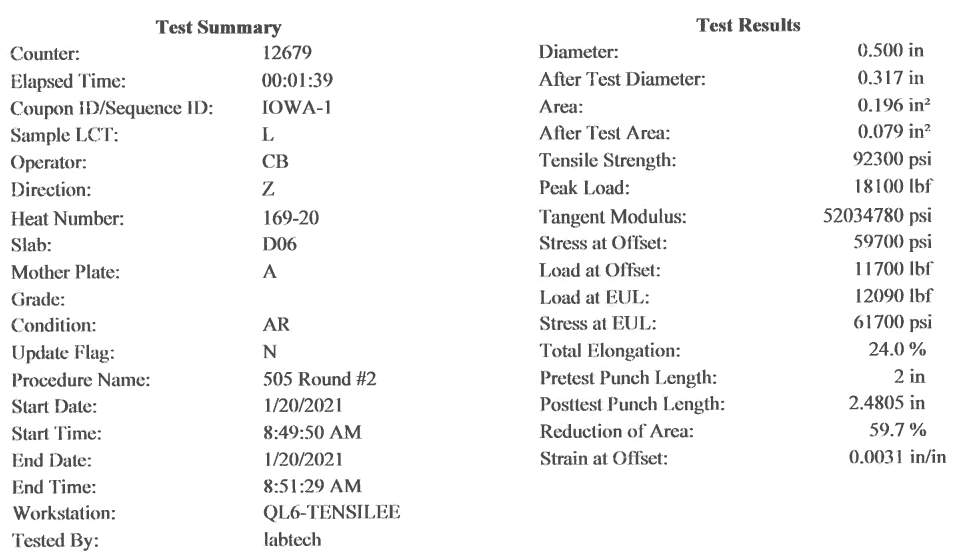 Test Summary
Counter: 12679
Elapsed Time: 00:01:39
Coupon ID/Sequence ID: IOWA-1
Sample LCT: L
Operator: CB
Direction: Z
Heat Number: 169-20
Slab: D06
Mother Plate: A
Grade:
Condition: AR
Update Flag: N
Procedure Name: 505 Round #2
Start Date: 1/20/2021
Start Time: 8:49:50 AM
End Date: 1/20/2021
End Time: 8:51:29 AM
Workstation: QL6-TENSILEE
Tested By: labtech
Test Results
Diameter: 0.500 in
After Test Diameter: 0.317 in
Area: 0.196 in²
After Test Area: 0.079 in²
Tensile Strength: 92300 psi
Peak Load: 18100 lbf
Tangent Modulus: 52034780 psi
Stress at Offset: 59700 psi
Load at Offset: 11700 lbf
Load at EUL: 12090 lbf
Stress at EUL: 61700 psi
Total Elongation: 24.0 %
Pretest Punch Length: 2 in
Posttest Punch Length: 2.4805 in
Reduction of Area: 59.7 %
Strain at Offset: 0.0031 in/in